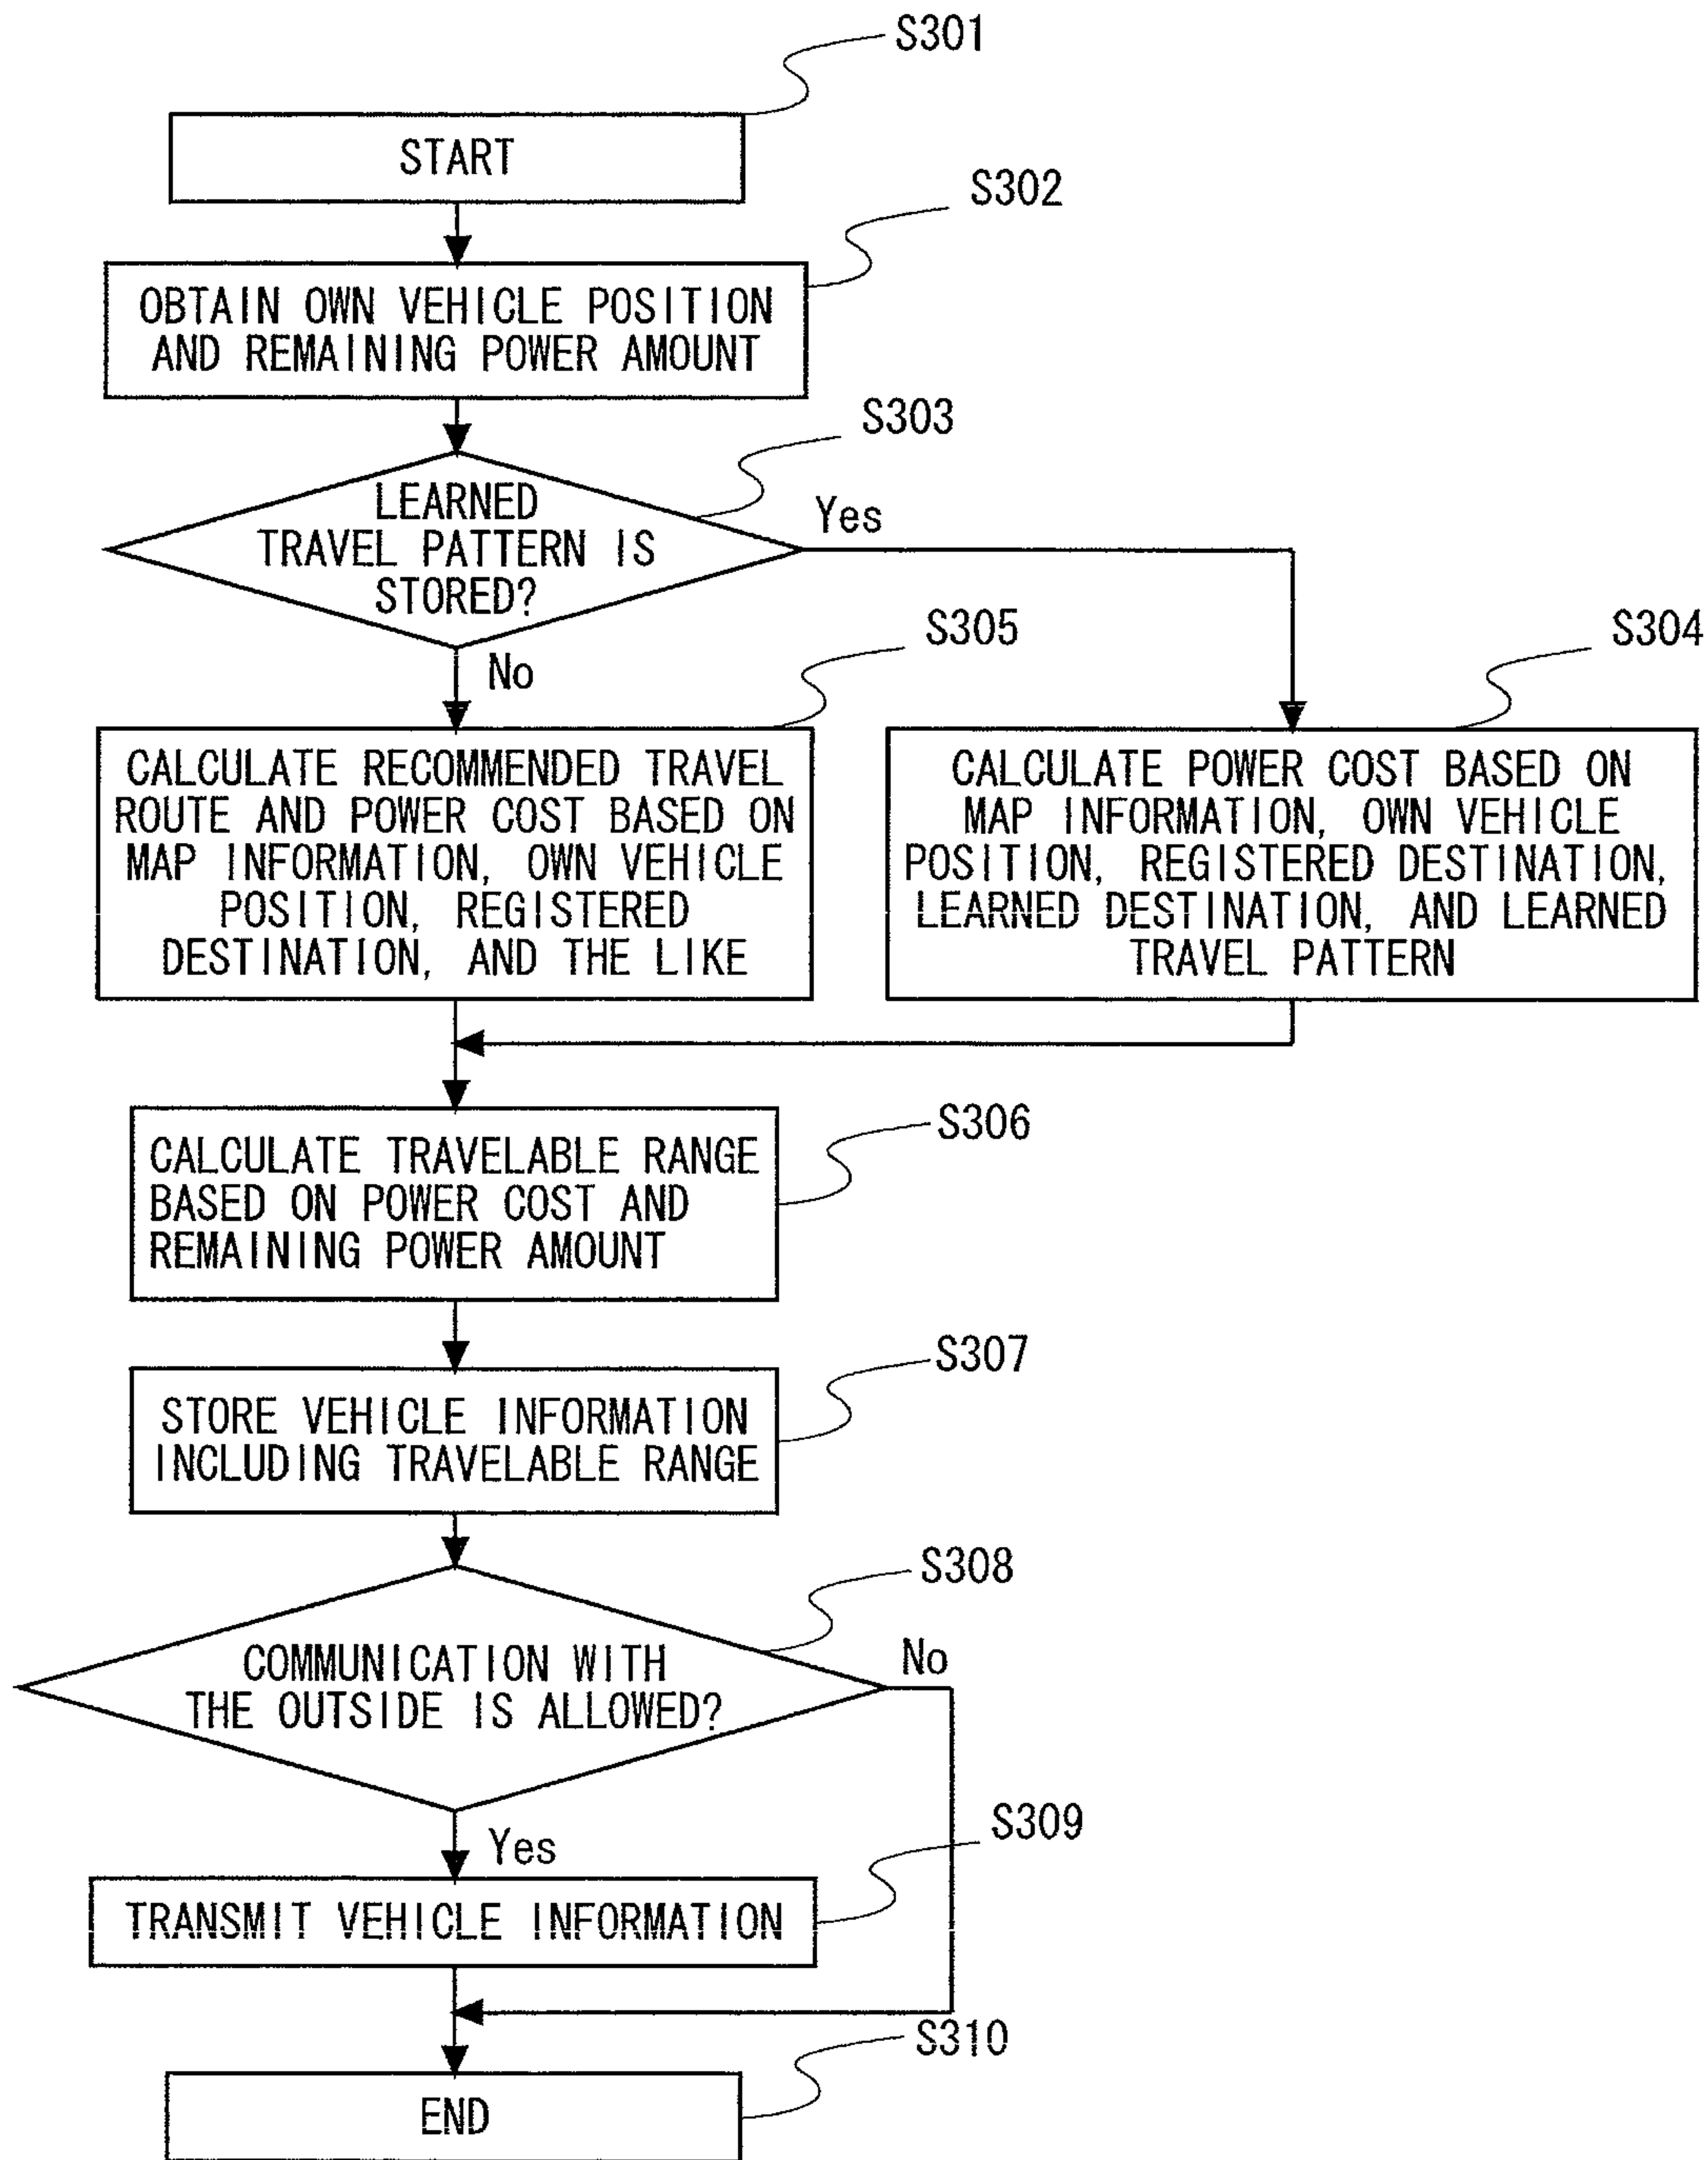 S301
START
S302
OBTAIN OWN VEHICLE POSITION
AND REMAINING POWER AMOUNT
S303
LEARNED
TRAVEL PATTERN IS
STORED?
Yes
No
S305
CALCULATE RECOMMENDED TRAVEL
ROUTE AND POWER COST BASED ON
MAP INFORMATION, OWN VEHICLE
POSITION, REGISTERED
DESTINATION, AND THE LIKE
S304
CALCULATE POWER COST BASED ON
MAP INFORMATION, OWN VEHICLE
POSITION, REGISTERED DESTINATION,
LEARNED DESTINATION, AND LEARNED
TRAVEL PATTERN
S306
CALCULATE TRAVELABLE RANGE
BASED ON POWER COST AND
REMAINING POWER AMOUNT
S307
STORE VEHICLE INFORMATION
INCLUDING TRAVELABLE RANGE
S308
COMMUNICATION WITH
THE OUTSIDE IS ALLOWED?
No
Yes
S309
TRANSMIT VEHICLE INFORMATION
S310
END